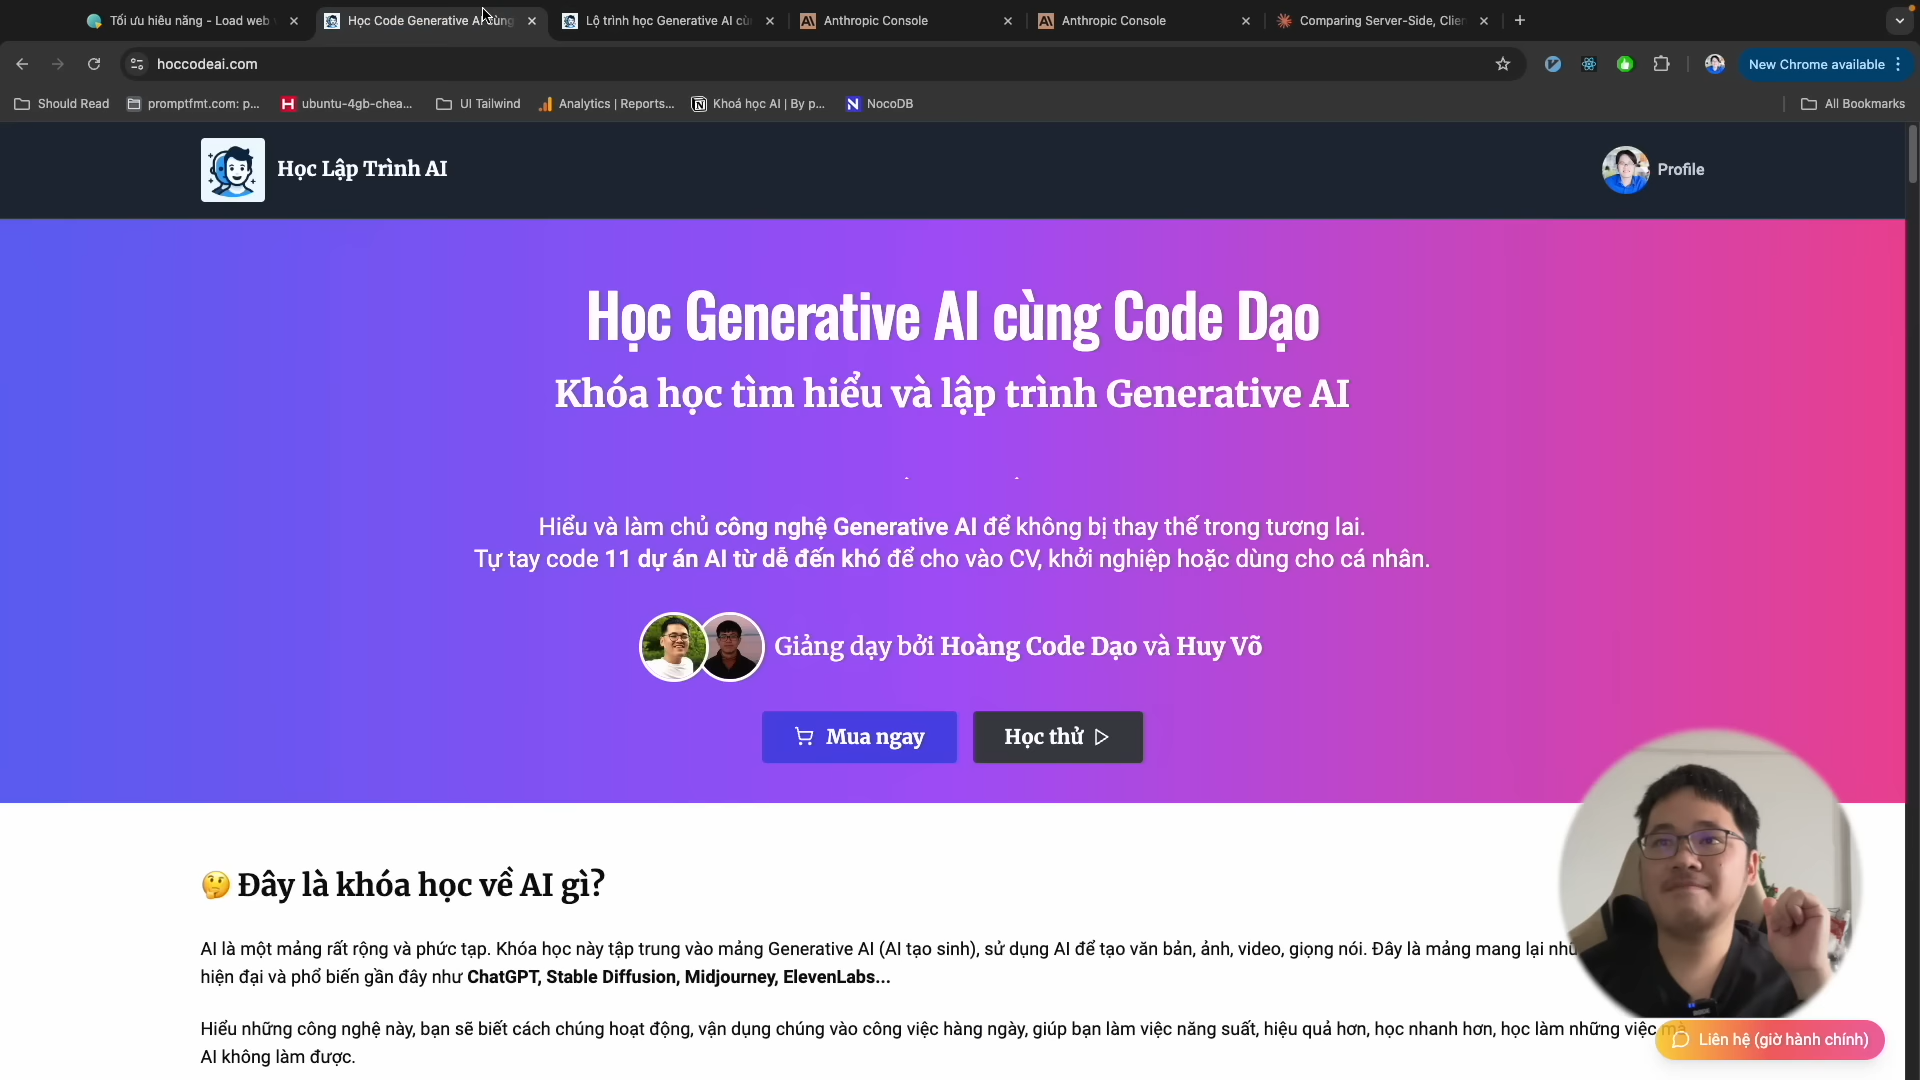 Tối ưu hiệu năng - Load web
Học Code Generative AI cùng
Lộ trình học Generative AI cù
Anthropic Console
Anthropic Console
Comparing Server-Side, Clie
hoccodeai.com
New Chrome available
Should Read
promptfmt.com: p...
ubuntu-4gb-chea...
UI Tailwind
Analytics | Reports...
Khoá học AI | By p...
NocoDB
All Bookmarks
Học Lập Trình AI
Profile
Học Generative AI cùng Code Dạo
Khóa học tìm hiểu và lập trình Generative AI
Hiểu và làm chủ công nghệ Generative AI để không bị thay thế trong tương lai.
Tự tay code 11 dự án AI từ dễ đến khó để cho vào CV, khởi nghiệp hoặc dùng cho cá nhân.
Giảng dạy bởi Hoàng Code Dạo và Huy Võ
Mua ngay
Học thử
🤔 Đây là khóa học về AI gì?
AI là một mảng rất rộng và phức tạp. Khóa học này tập trung vào mảng Generative AI (AI tạo sinh), sử dụng AI để tạo văn bản, ảnh, video, giọng nói. Đây là mảng mang lại
hiện đại và phổ biến gần đây như ChatGPT, Stable Diffusion, Midjourney, ElevenLabs...
Hiểu những công nghệ này, bạn sẽ biết cách chúng hoạt động, vận dụng chúng vào công việc hàng ngày, giúp bạn làm việc năng suất, hiệu quả hơn, học nhanh hơn, học làm những việc mà
AI không làm được.
Liên hệ (giờ hành chính)